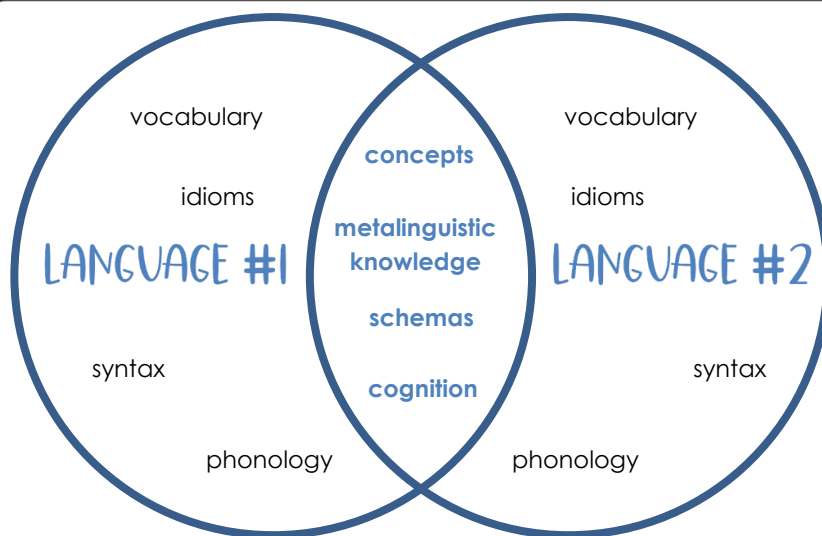 vocabulary
vocabulary
concepts
idioms
idioms
metalinguistic
knowledge
LANGUAGE #1
LANGUAGE #2
schemas
syntax
syntax
cognition
phonology
phonology